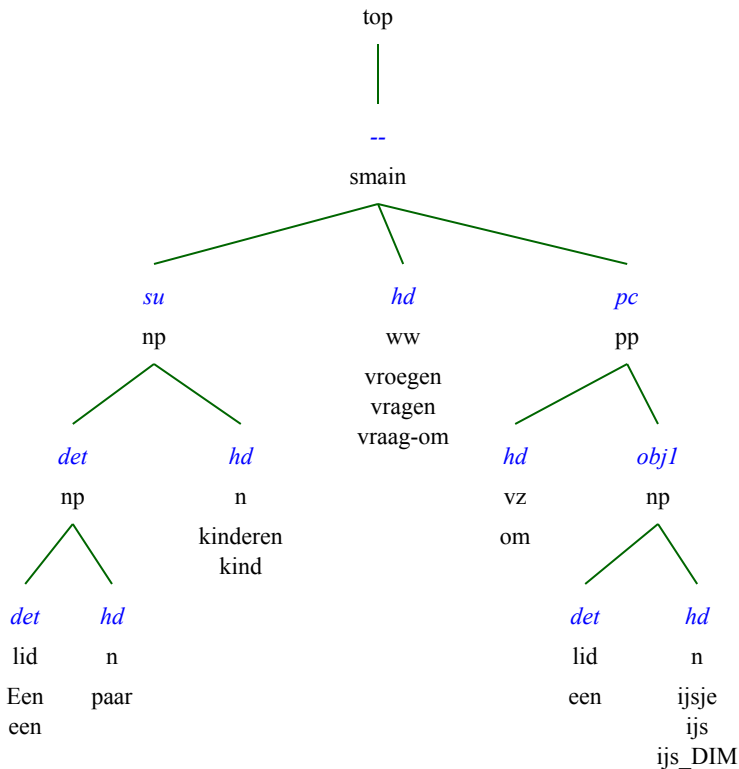 top
--
smain
su hd pc
np ww pp
vroegen
vragen
vraag-om
det hd hd obj1
np n vz np
kinderen om
kind
det hd det hd
lid n lid n
Een paar een ijsje
een ijs
ijs_DIM